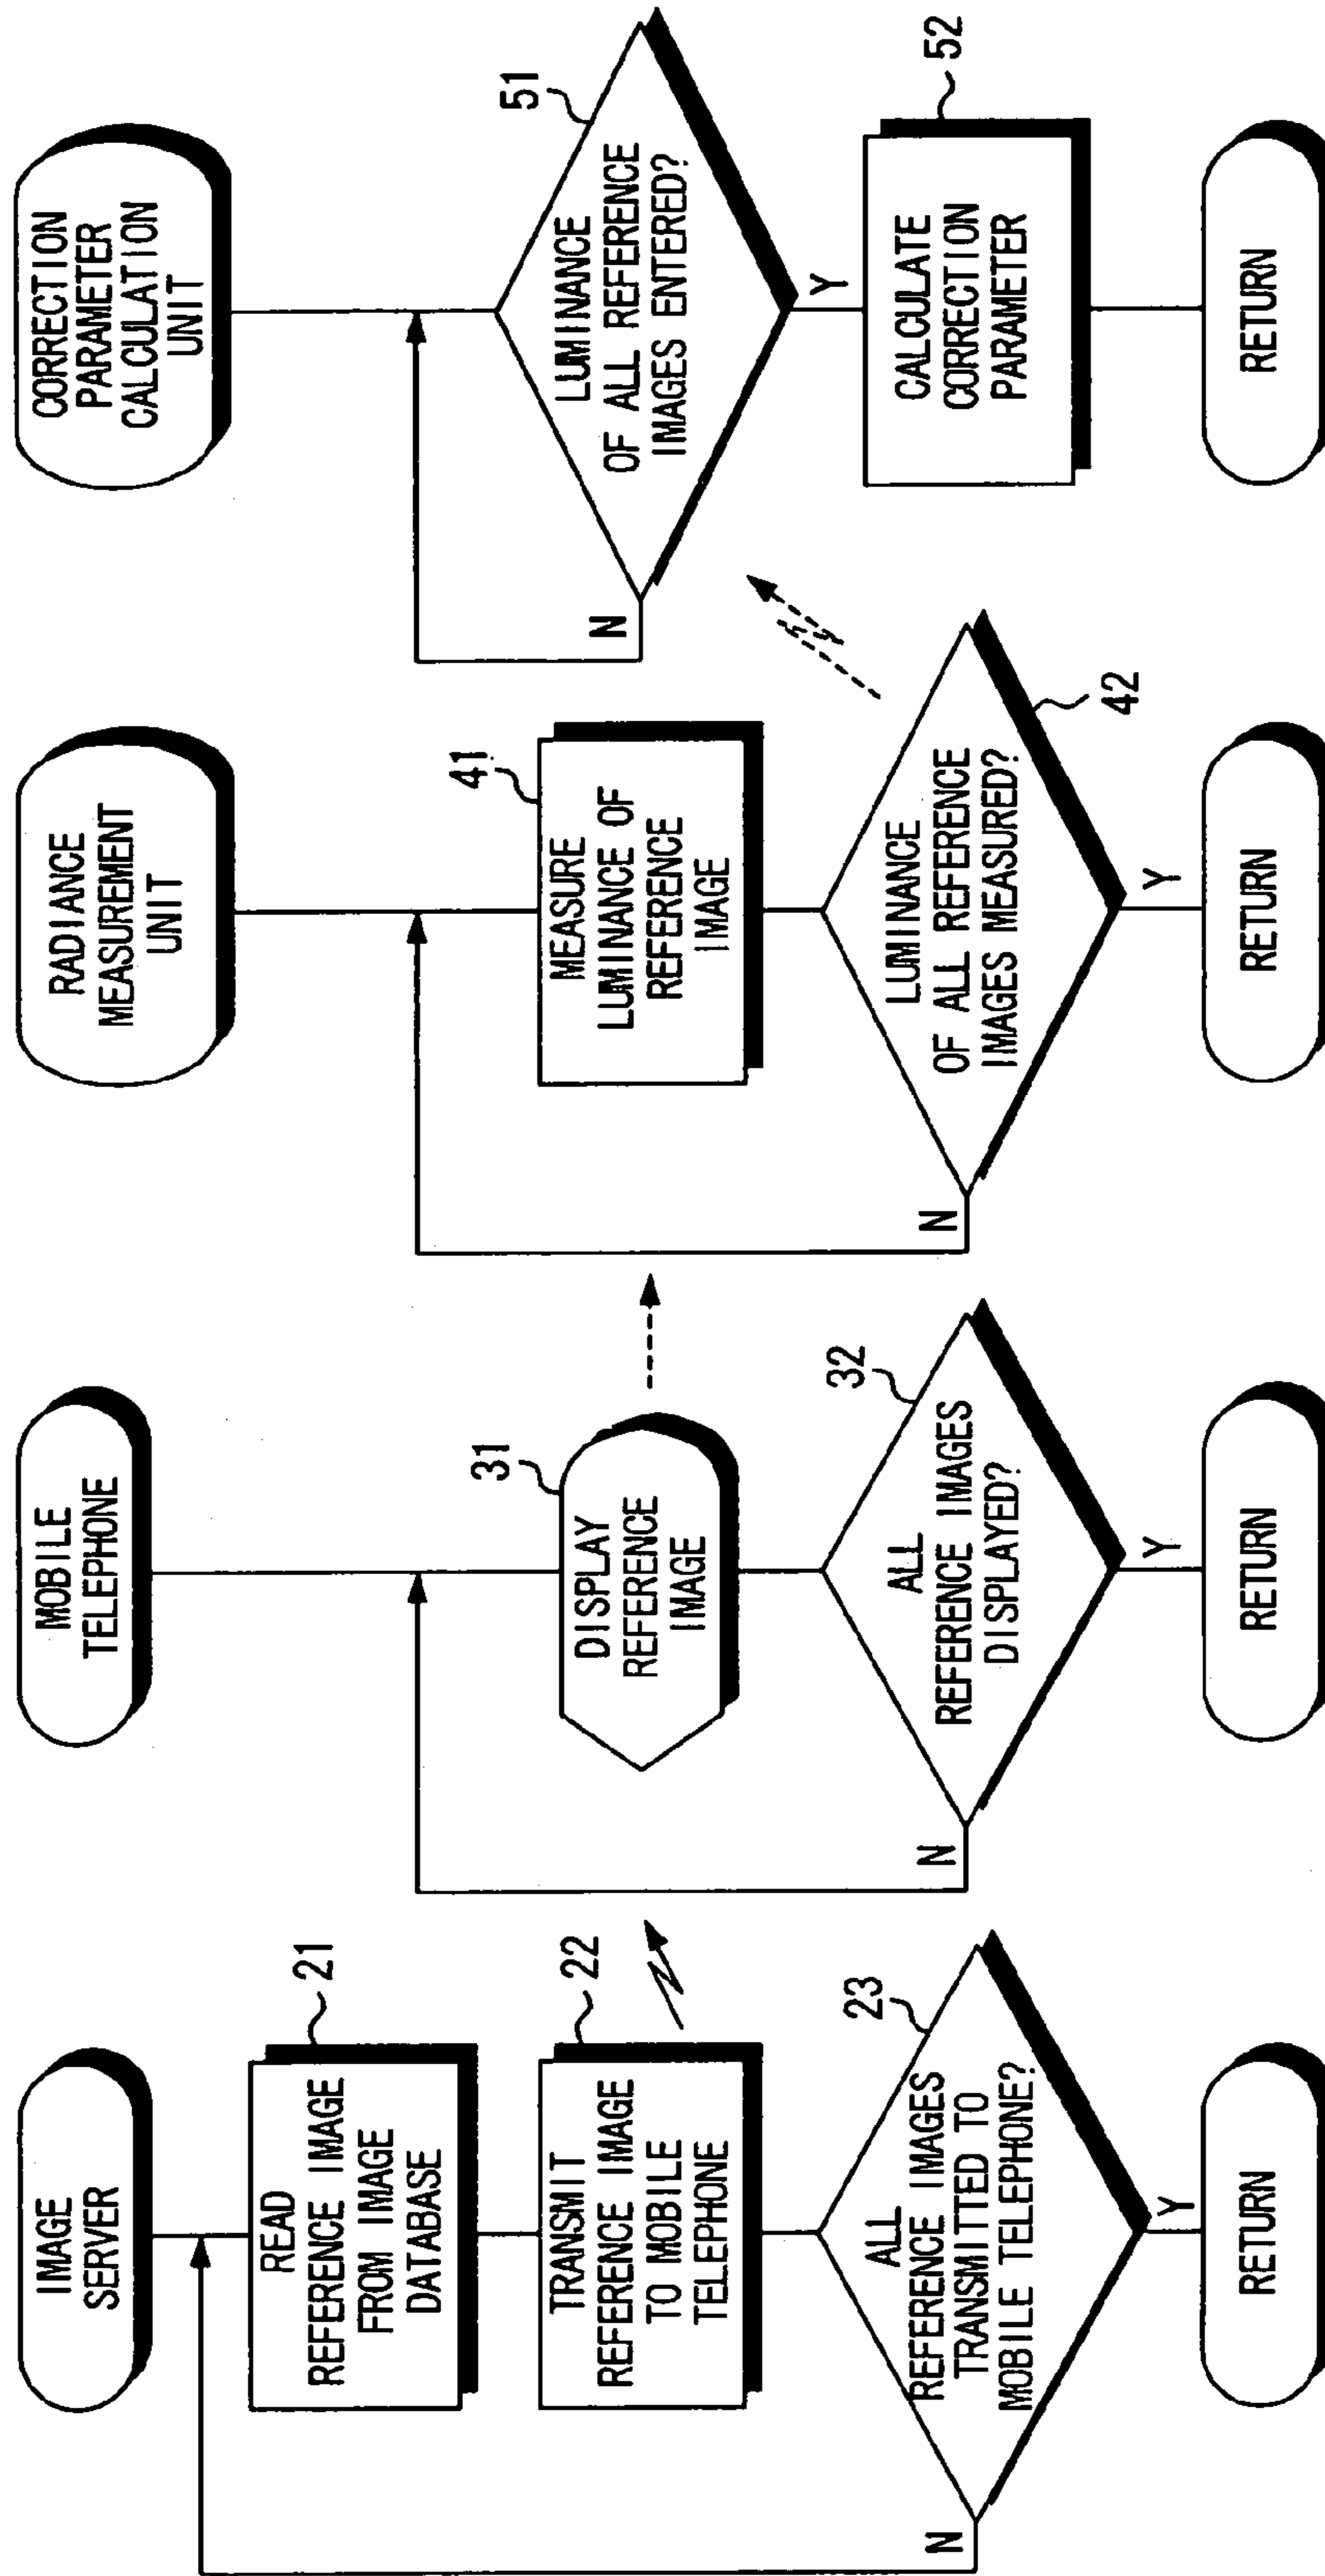 IMAGE
SERVER
READ
REFERENCE IMAGE
FROM IMAGE
DATABASE
21
TRANSMIT
REFERENCE IMAGE
TO MOBILE
TELEPHONE
22
ALL
REFERENCE IMAGES
TRANSMITTED TO
MOBILE TELEPHONE?
23
N
Y
RETURN
MOBILE
TELEPHONE
DISPLAY
REFERENCE
IMAGE
31
ALL
REFERENCE IMAGES
DISPLAYED?
32
N
Y
RETURN
RADIANCE
MEASUREMENT
UNIT
MEASURE
LUMINANCE OF
REFERENCE
IMAGE
41
LUMINANCE
OF ALL REFERENCE
IMAGES MEASURED?
42
N
Y
RETURN
CORRECTION
PARAMETER
CALCULATION
UNIT
LUMINANCE
OF ALL REFERENCE
IMAGES ENTERED?
51
N
Y
CALCULATE
CORRECTION
PARAMETER
52
RETURN